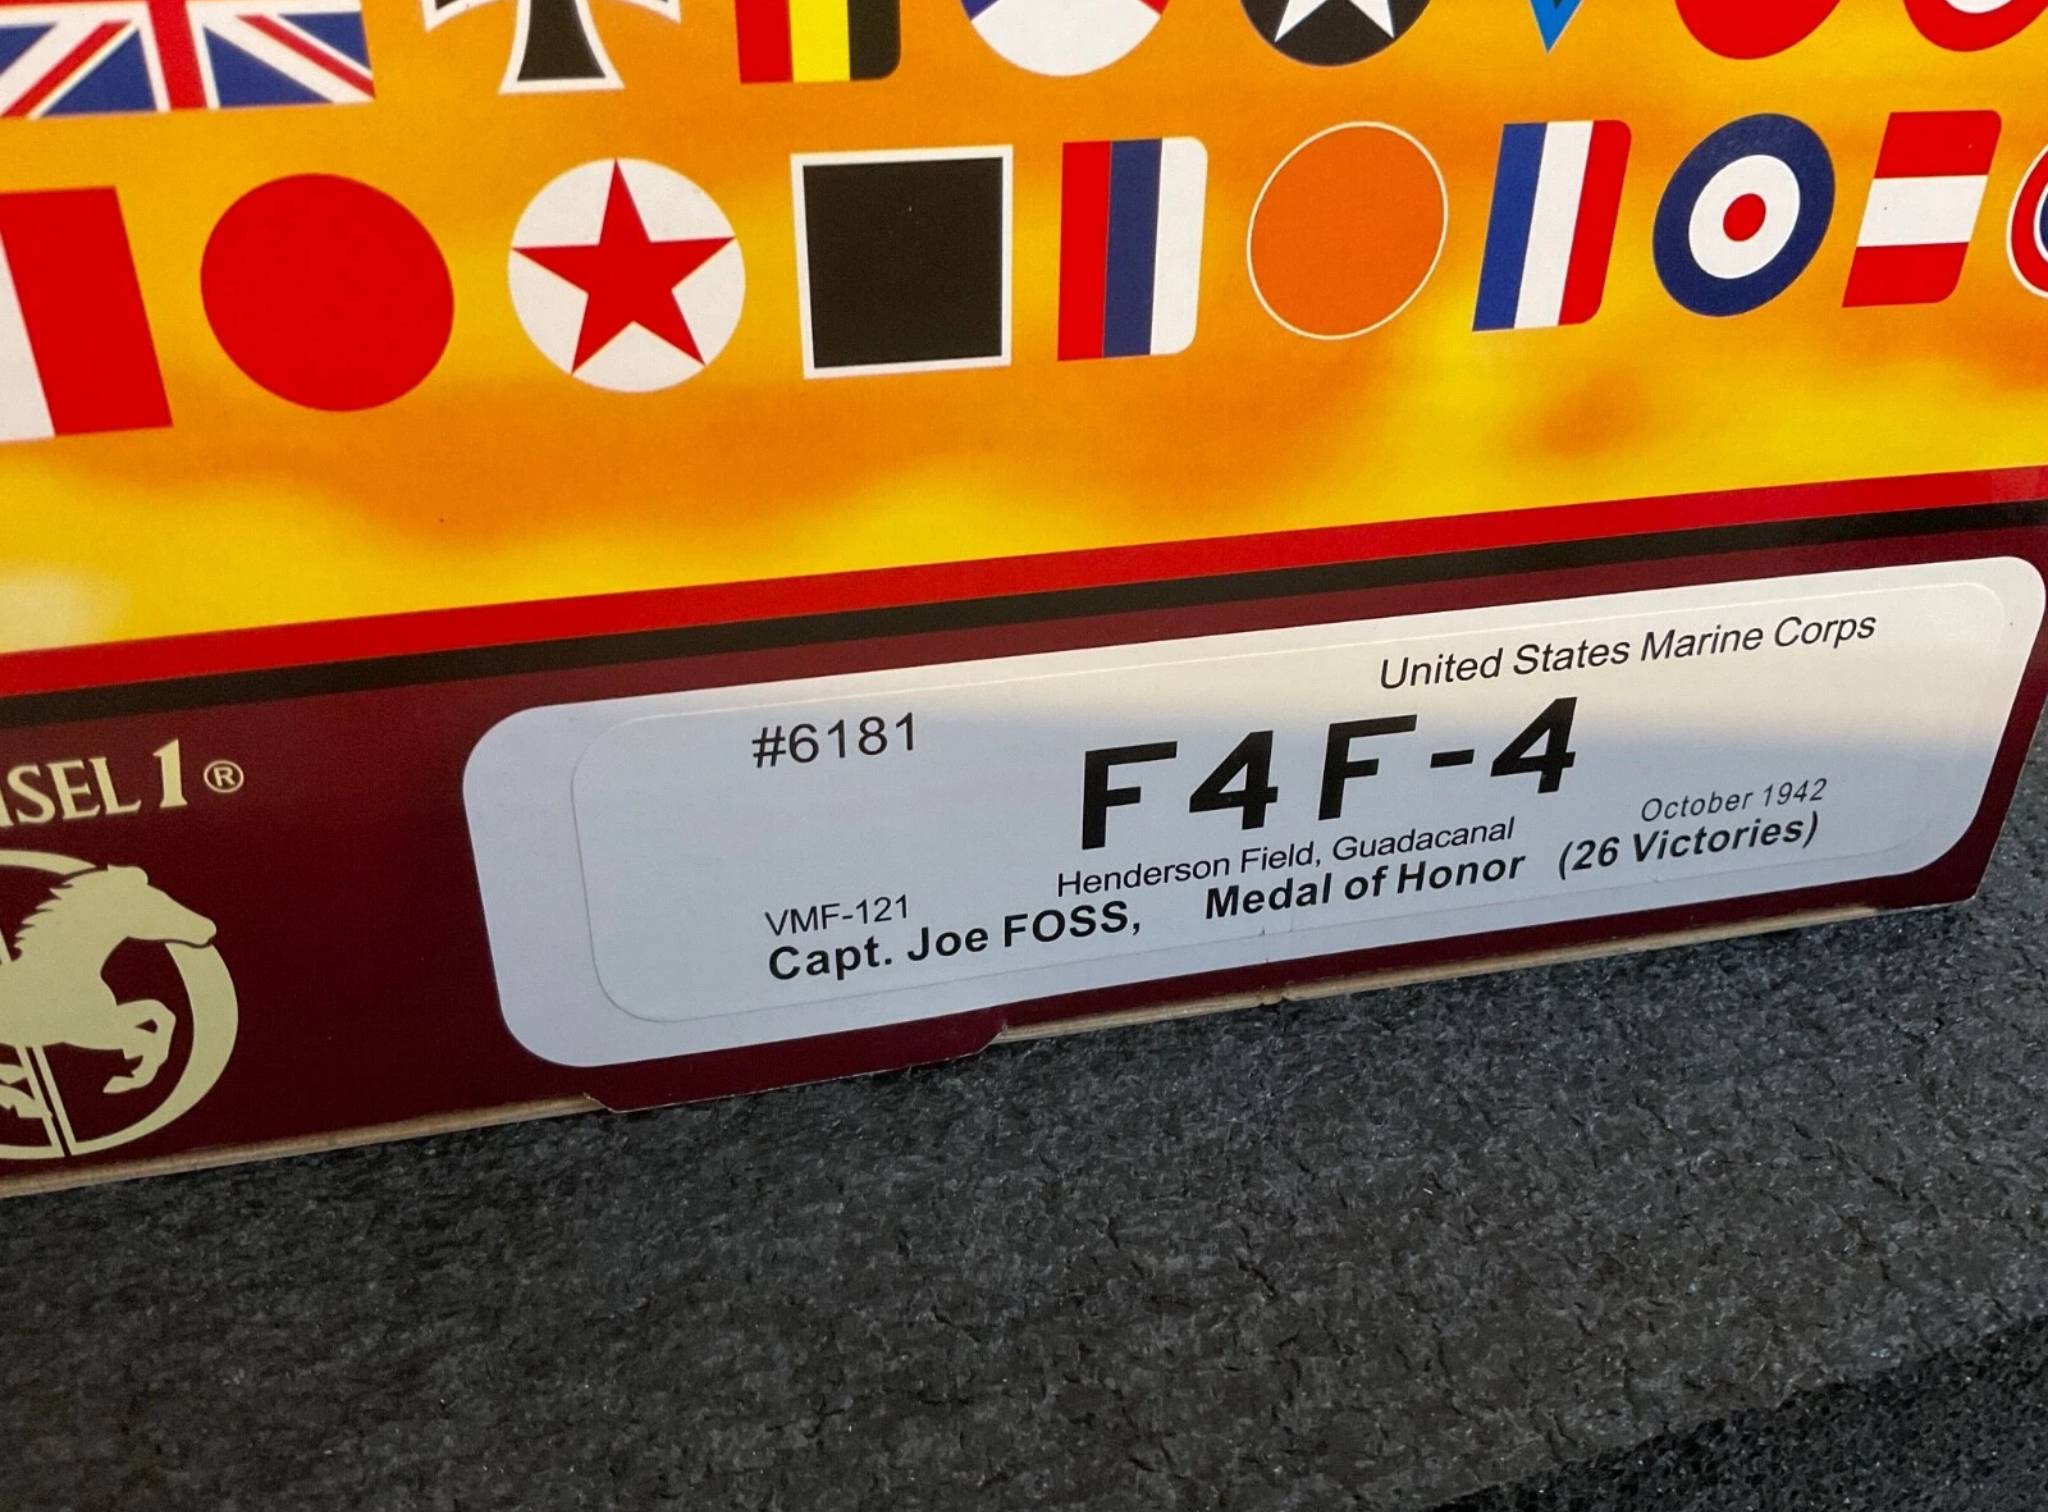 SEL 1®
#6181
United States Marine Corps
F4F-4
Henderson Field, Guadacanal
October 1942
VMF-121
Capt. Joe FOSS, Medal of Honor (26 Victories)